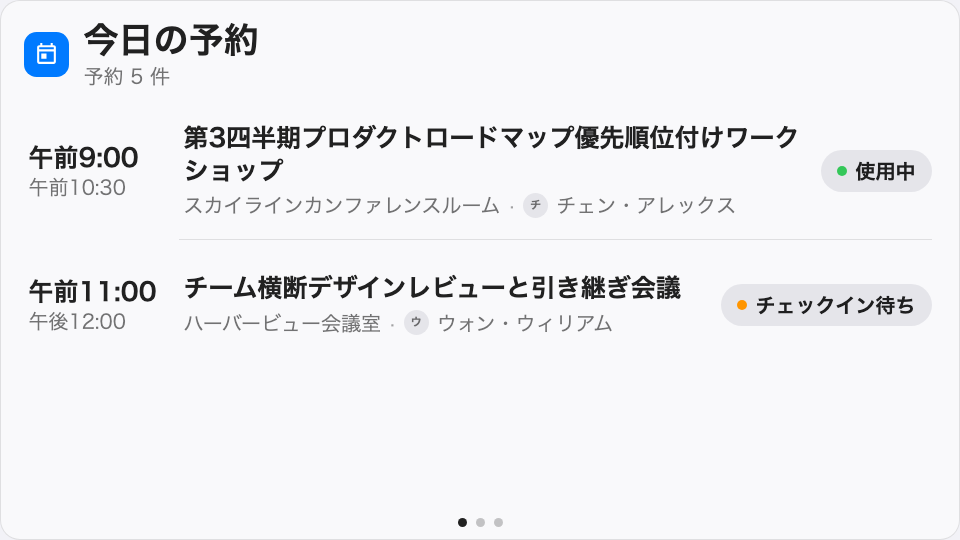 今日の予約
予約 5 件
午前9:00
午前10:30
第3四半期プロダクトロードマップ優先順位付けワーク
ショップ
スカイラインカンファレンスルーム · チ チェン・アレックス
使用中
午前11:00
午後12:00
チーム横断デザインレビューと引き継ぎ会議
ハーバービュー会議室 · ウ ウォン・ウィリアム
チェックイン待ち